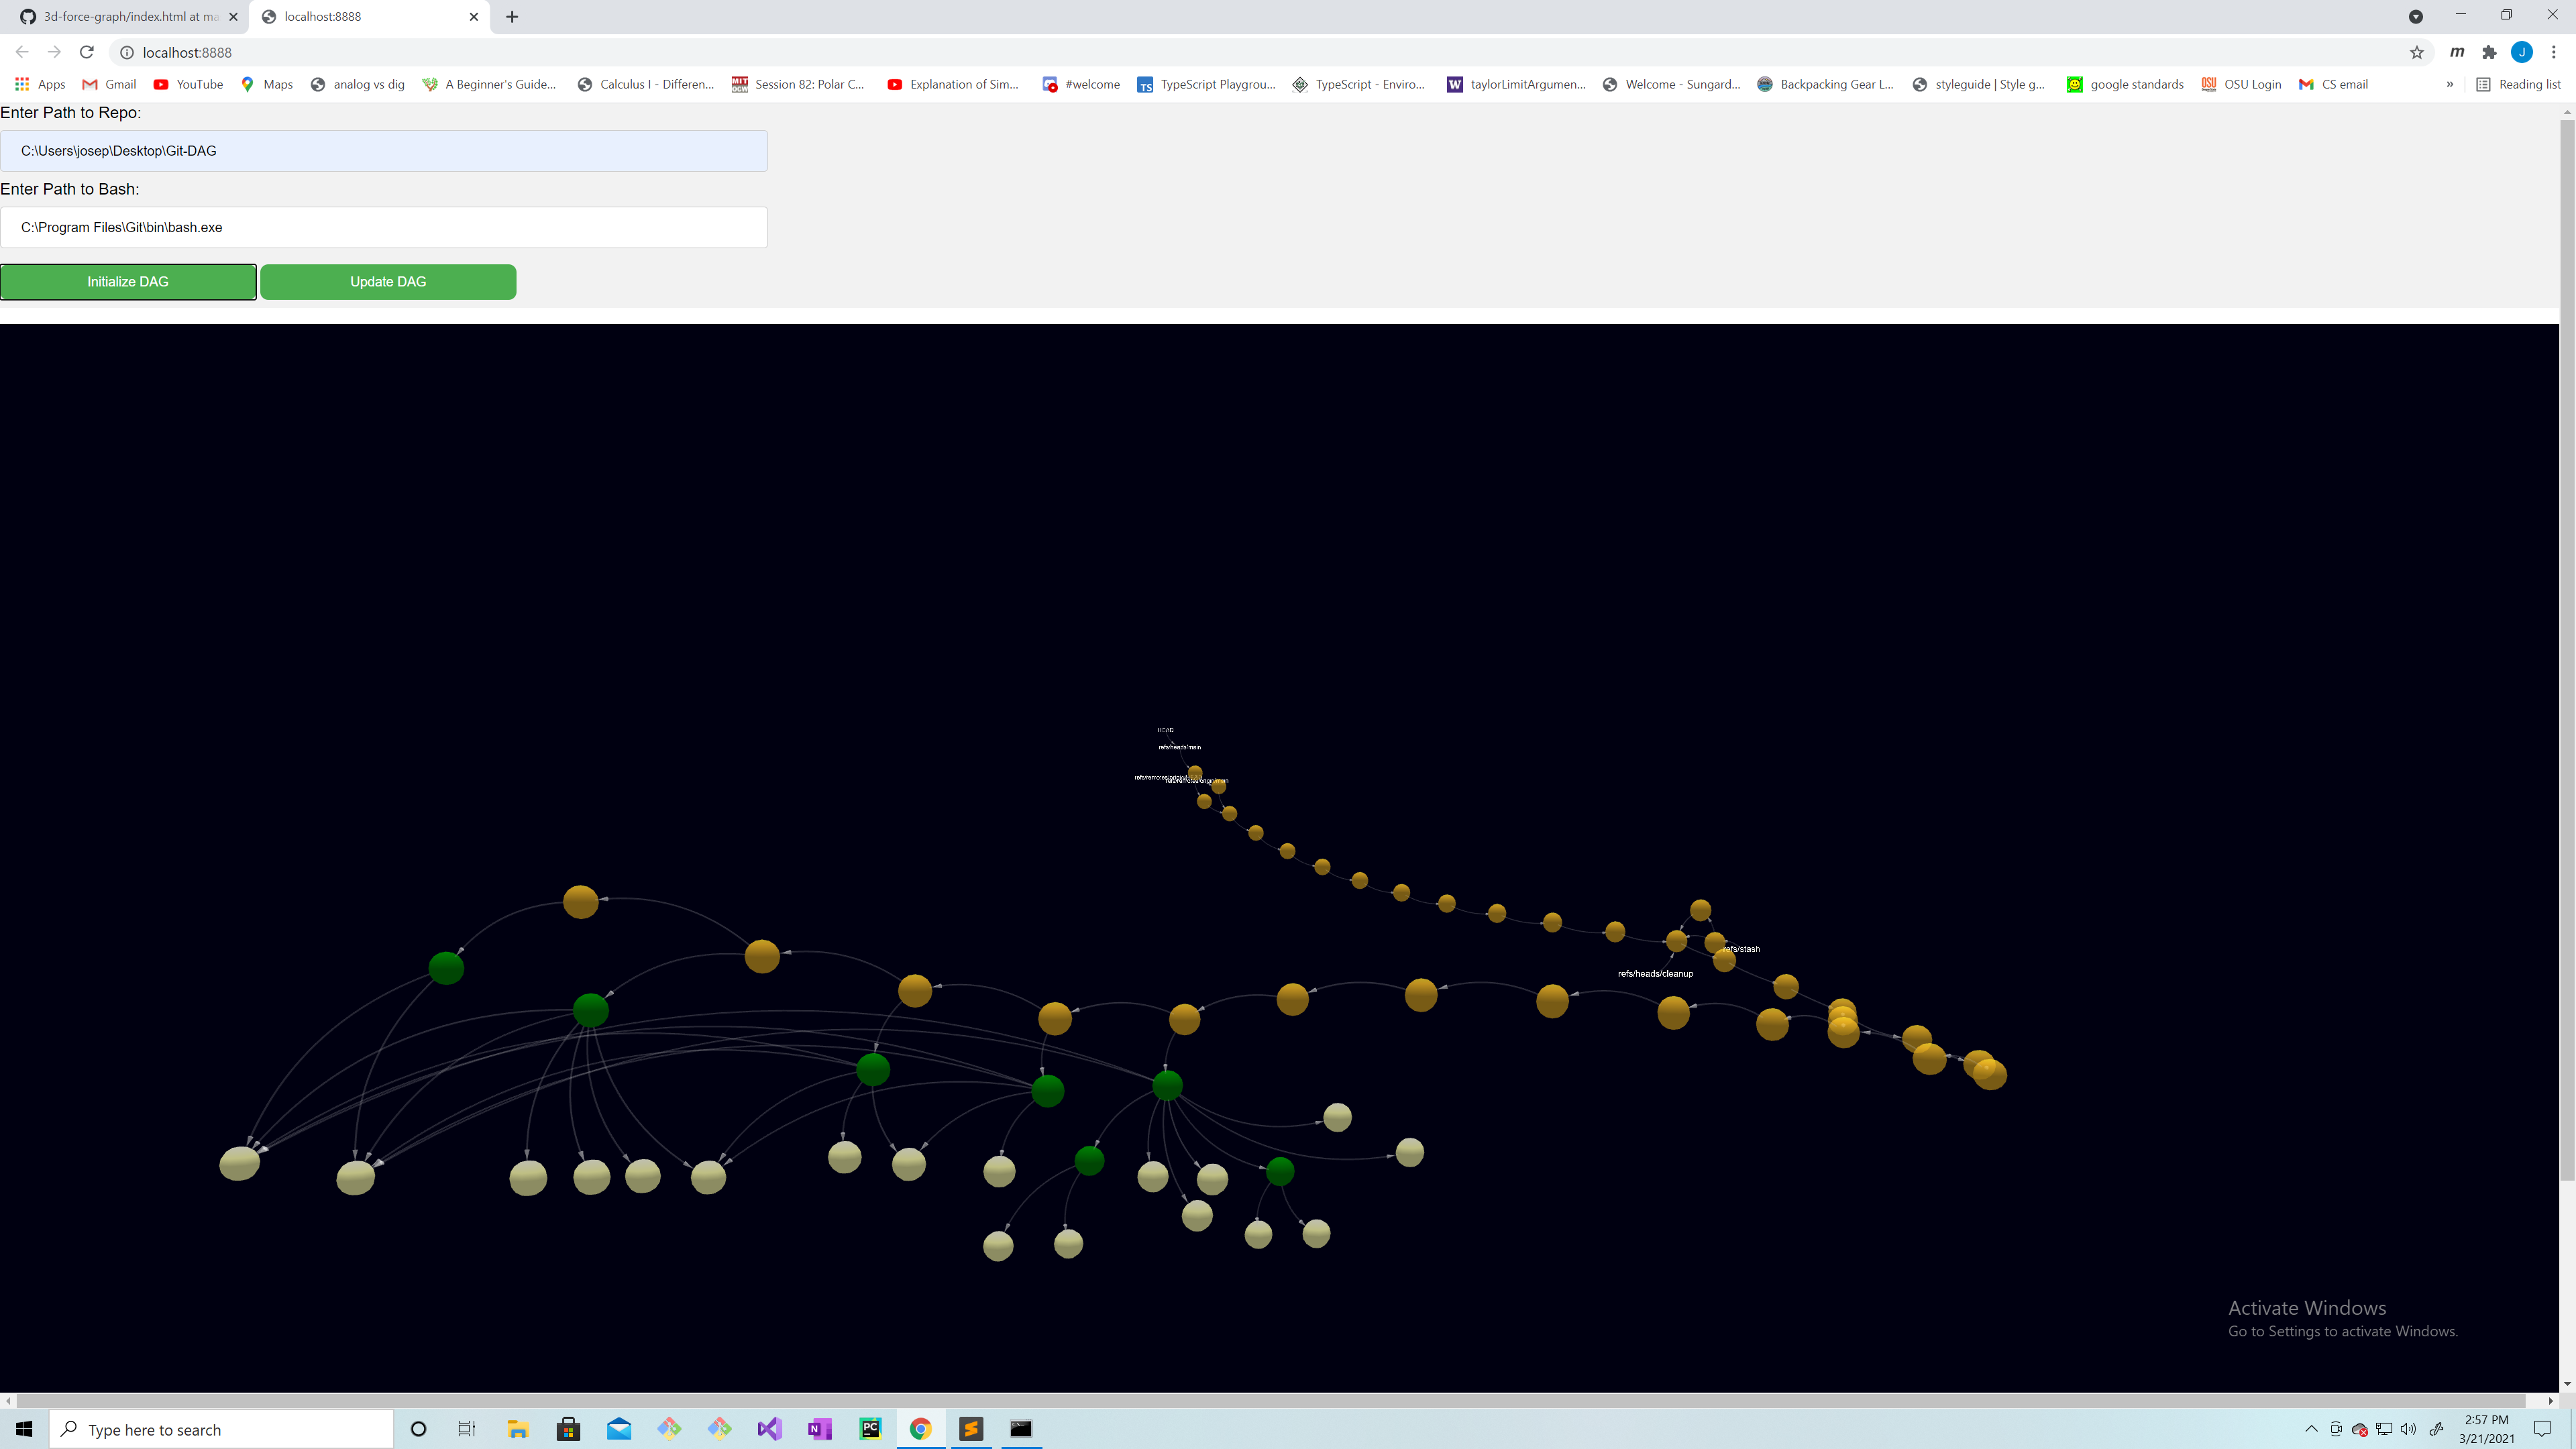 3d-force-graph/index.html at ma
localhost:8888
localhost:8888
Apps Gmail YouTube Maps analog vs dig A Beginner's Guide... Calculus I - Differen... Session 82: Polar C... Explanation of Sim... #welcome TypeScript Playgrou... TypeScript - Enviro... taylorLimitArgumen... Welcome - Sungard... Backpacking Gear L... styleguide | Style g... google standards OSU Login CS email » Reading list
Enter Path to Repo:
C:\Users\josep\Desktop\Git-DAG
Enter Path to Bash:
C:\Program Files\Git\bin\bash.exe
Initialize DAG Update DAG
HEAD
refs/heads/main
refs/stash
refs/heads/cleanup
Activate Windows
Go to Settings to activate Windows.
Type here to search
2:57 PM
3/21/2021